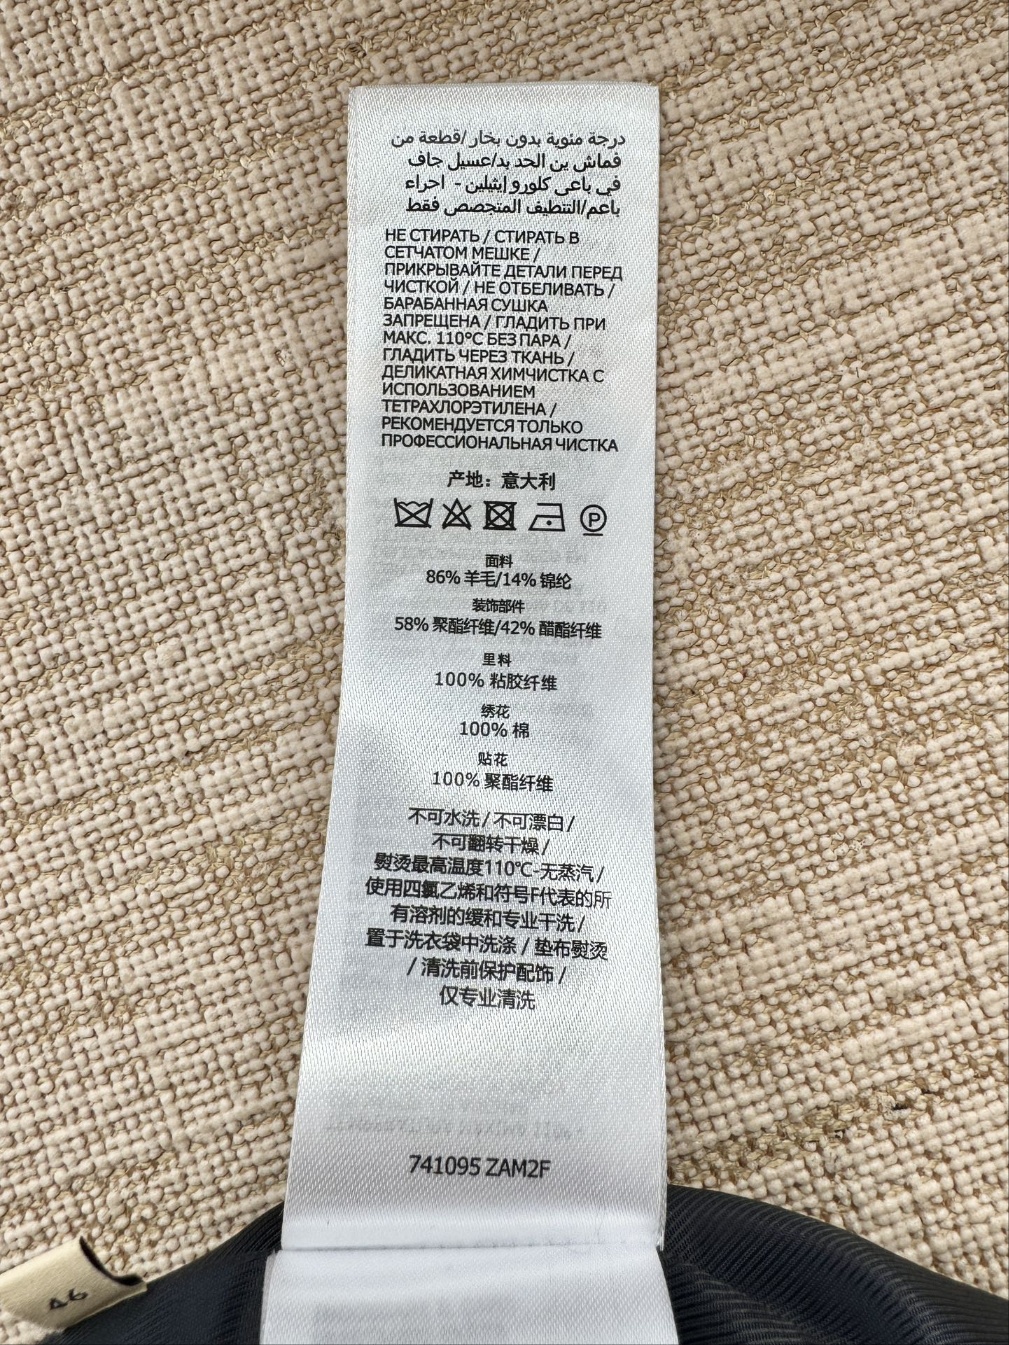 درجة مئوية بدون بخار/قطعة من
قماش ين الحد يد/عسيل جاف
في باعى كلورو إيثيلين - احراء
باعم/التتطيف المتجصص فقط
НЕ СТИРАТЬ / СТИРАТЬ В
СЕТЧАТОМ МЕШКЕ /
ПРИКРЫВАЙТЕ ДЕТАЛИ ПЕРЕД
ЧИСТКОЙ / НЕ ОТБЕЛИВАТЬ /
БАРАБАННАЯ СУШКА
ЗАПРЕЩЕНА / ГЛАДИТЬ ПРИ
МАКС. 110°C БЕЗ ПАРА /
ГЛАДИТЬ ЧЕРЕЗ ТКАНЬ /
ДЕЛИКАТНАЯ ХИМЧИСТКА С
ИСПОЛЬЗОВАНИЕМ
ТЕТРАХЛОРЭТИЛЕНА /
РЕКОМЕНДУЕТСЯ ТОЛЬКО
ПРОФЕССИОНАЛЬНАЯ ЧИСТКА
产地：意大利
P
面料
86% 羊毛/14% 锦纶
装饰部件
58% 聚酯纤维/42% 醋酯纤维
里料
100% 粘胶纤维
绣花
100% 棉
贴花
100% 聚酯纤维
不可水洗 / 不可漂白 /
不可翻转干燥 /
熨烫最高温度110℃-无蒸汽 /
使用四氯乙烯和符号F代表的所
有溶剂的缓和专业干洗 /
置于洗衣袋中洗涤 / 垫布熨烫
/ 清洗前保护配饰 /
仅专业清洗
741095 ZAM2F
46